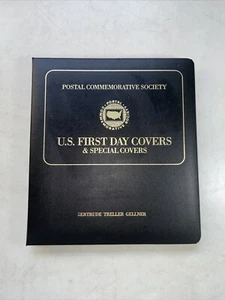 POSTAL COMMEMORATIVE SOCIETY
U.S. FIRST DAY COVERS
& SPECIAL COVERS
GERTRUDE TRELLER GELLNER